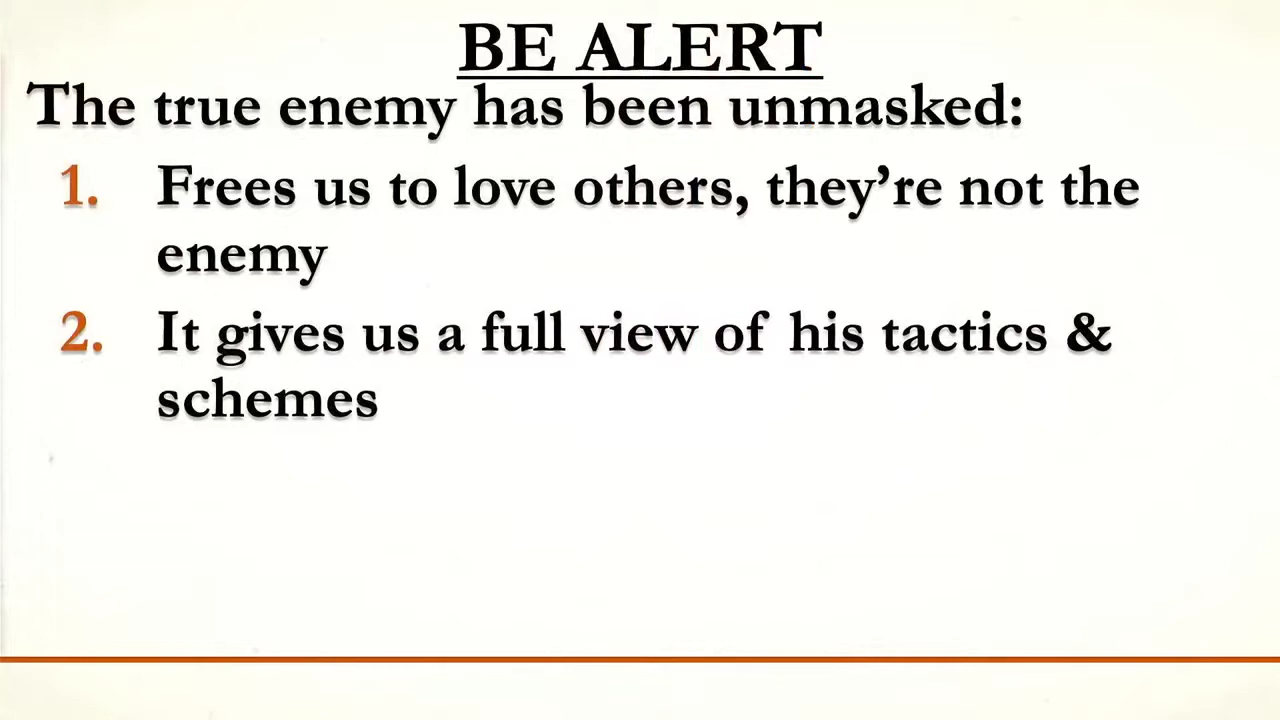 BE ALERT
The true enemy has been unmasked:
1. Frees us to love others, they’re not the
enemy
2. It gives us a full view of his tactics &
schemes